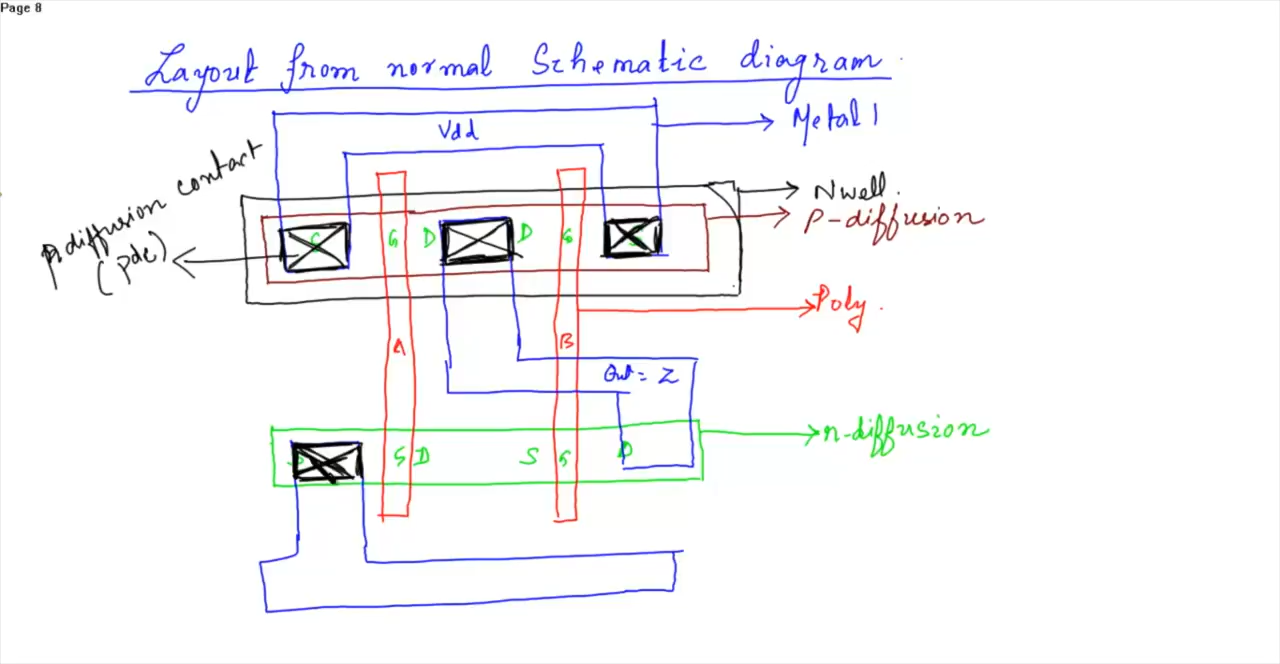 Page 8
Layout from normal Schematic diagram
Metal 1
Vdd
p diffusion contact
(pdc)
Nwell.
P-diffusion
G D D G
Poly.
A B
Out = Z
n-diffusion
S G D S G D